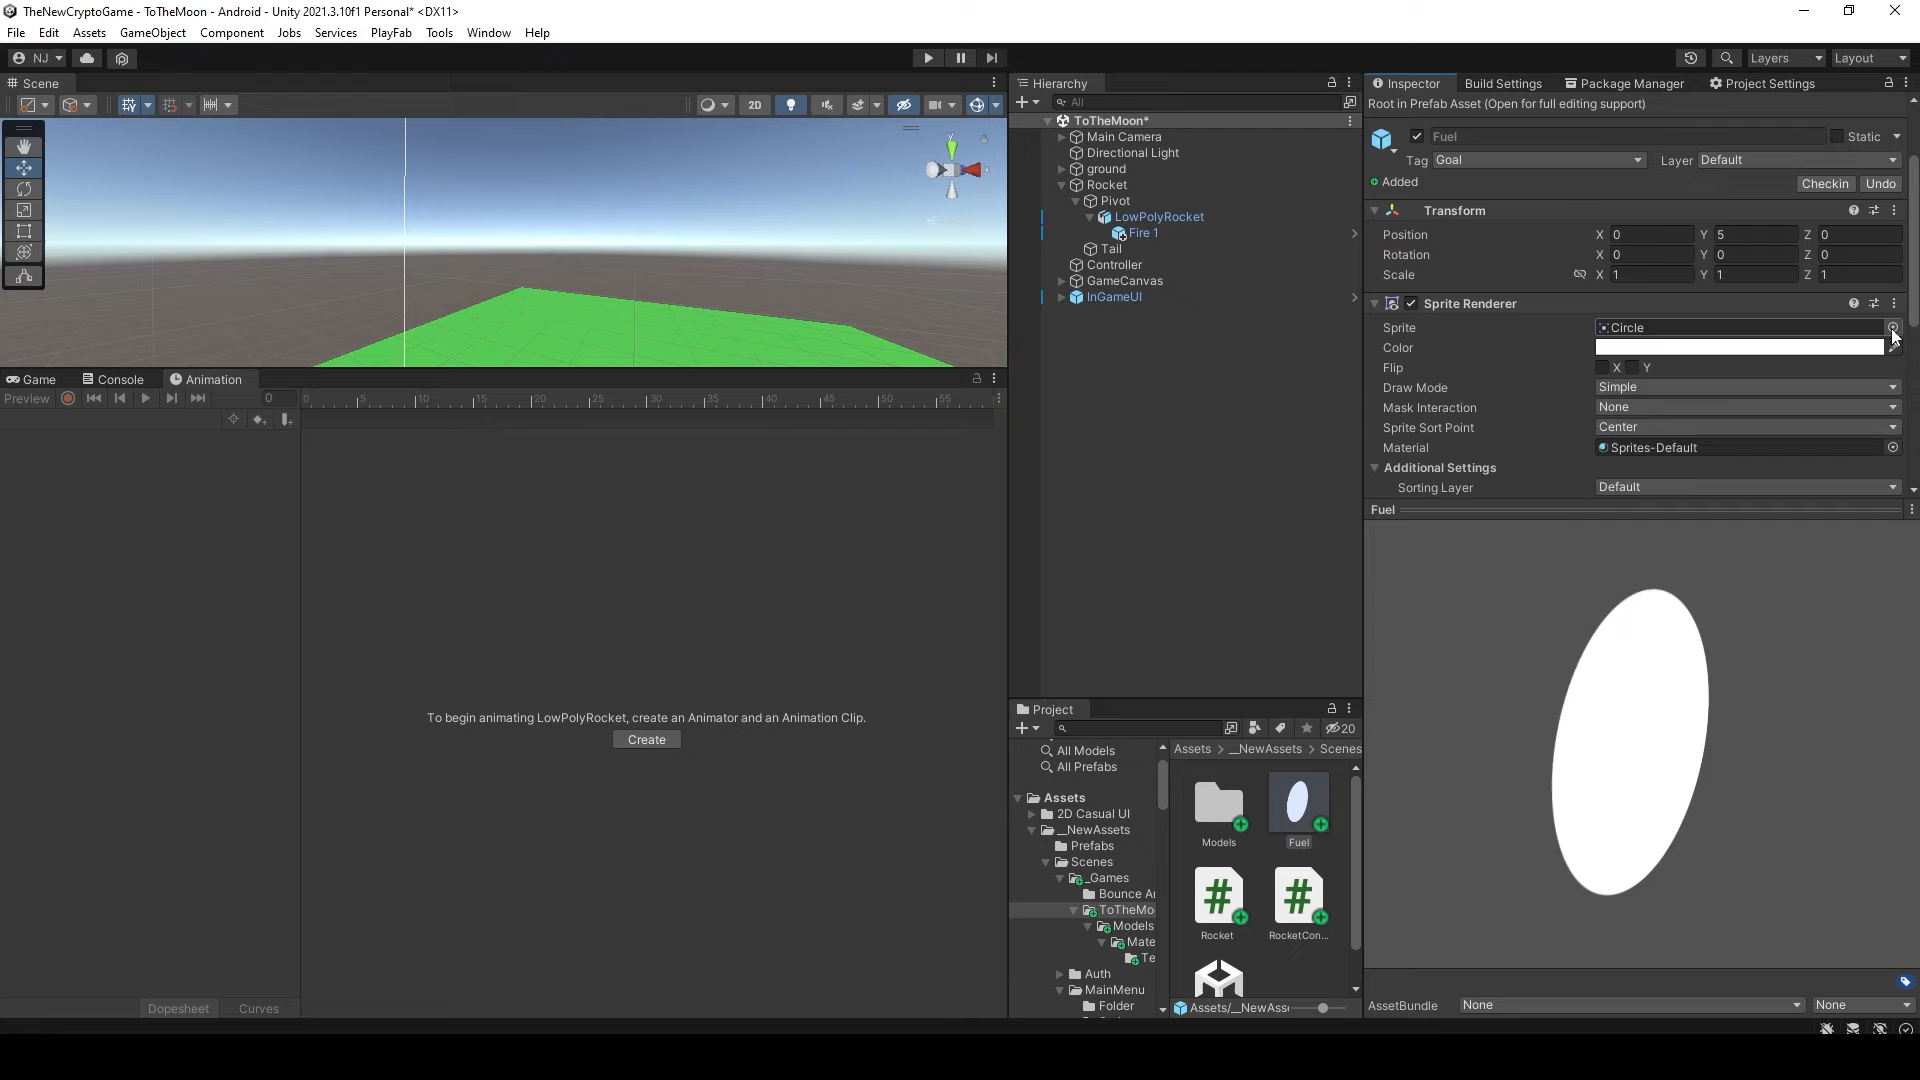 TheNewCryptoGame - ToTheMoon - Android - Unity 2021.3.10f1 Personal* <DX11>
File Edit Assets GameObject Component Jobs Services PlayFab Tools Window Help
NJ Layers Layout
Scene
2D
Y
Hierarchy
All
ToTheMoon*
Main Camera
Directional Light
ground
Rocket
Pivot
LowPolyRocket
Fire 1
Tail
Controller
GameCanvas
InGameUI
Inspector Build Settings Package Manager Project Settings
Root in Prefab Asset (Open for full editing support)
Fuel Static
Tag Goal Layer Default
Added Checkin Undo
Transform
Position X 0 Y 5 Z 0
Rotation X 0 Y 0 Z 0
Scale X 1 Y 1 Z 1
Sprite Renderer
Sprite Circle
Color
Flip X Y
Draw Mode Simple
Mask Interaction None
Sprite Sort Point Center
Material Sprites-Default
Additional Settings
Sorting Layer Default
Fuel
AssetBundle None None
Game Console Animation
Preview 0 0 5 10 15 20 25 30 35 40 45 50 55
To begin animating LowPolyRocket, create an Animator and an Animation Clip.
Create
Dopesheet Curves
Project
20
All Models
All Prefabs
Assets
2D Casual UI
__NewAssets
Prefabs
Scenes
_Games
Bounce A
ToTheMo
Models
Mate
Te
Auth
MainMenu
Folder
Assets > __NewAssets > Scenes
Models Fuel
# #
Rocket RocketCon...
Assets/__NewAss